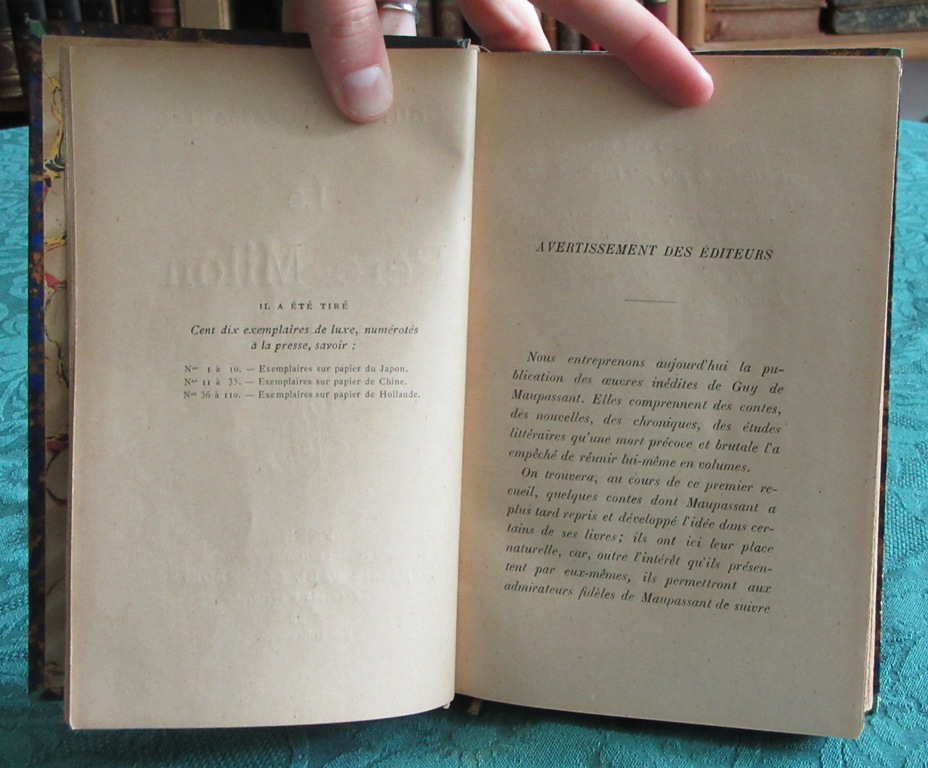 IL A ÉTÉ TIRÉ
Cent dix exemplaires de luxe, numérotés
à la presse, savoir :
Nos 1 à 10. — Exemplaires sur papier du Japon.
Nos 11 à 35. — Exemplaires sur papier de Chine.
Nos 36 à 110. — Exemplaires sur papier de Hollande.
AVERTISSEMENT DES ÉDITEURS
Nous entreprenons aujourd'hui la pu-
blication des œuvres inédites de Guy de
Maupassant. Elles comprennent des contes,
des nouvelles, des chroniques, des études
littéraires qu'une mort précoce et brutale l'a
empêché de réunir lui-même en volumes.
On trouvera, au cours de ce premier re-
cueil, quelques contes dont Maupassant a
plus tard repris et développé l'idée dans cer-
tains de ses livres ; ils ont ici leur place
naturelle, car, outre l'intérêt qu'ils présen-
tent par eux-mêmes, ils permettront aux
admirateurs fidèles de Maupassant de suivre